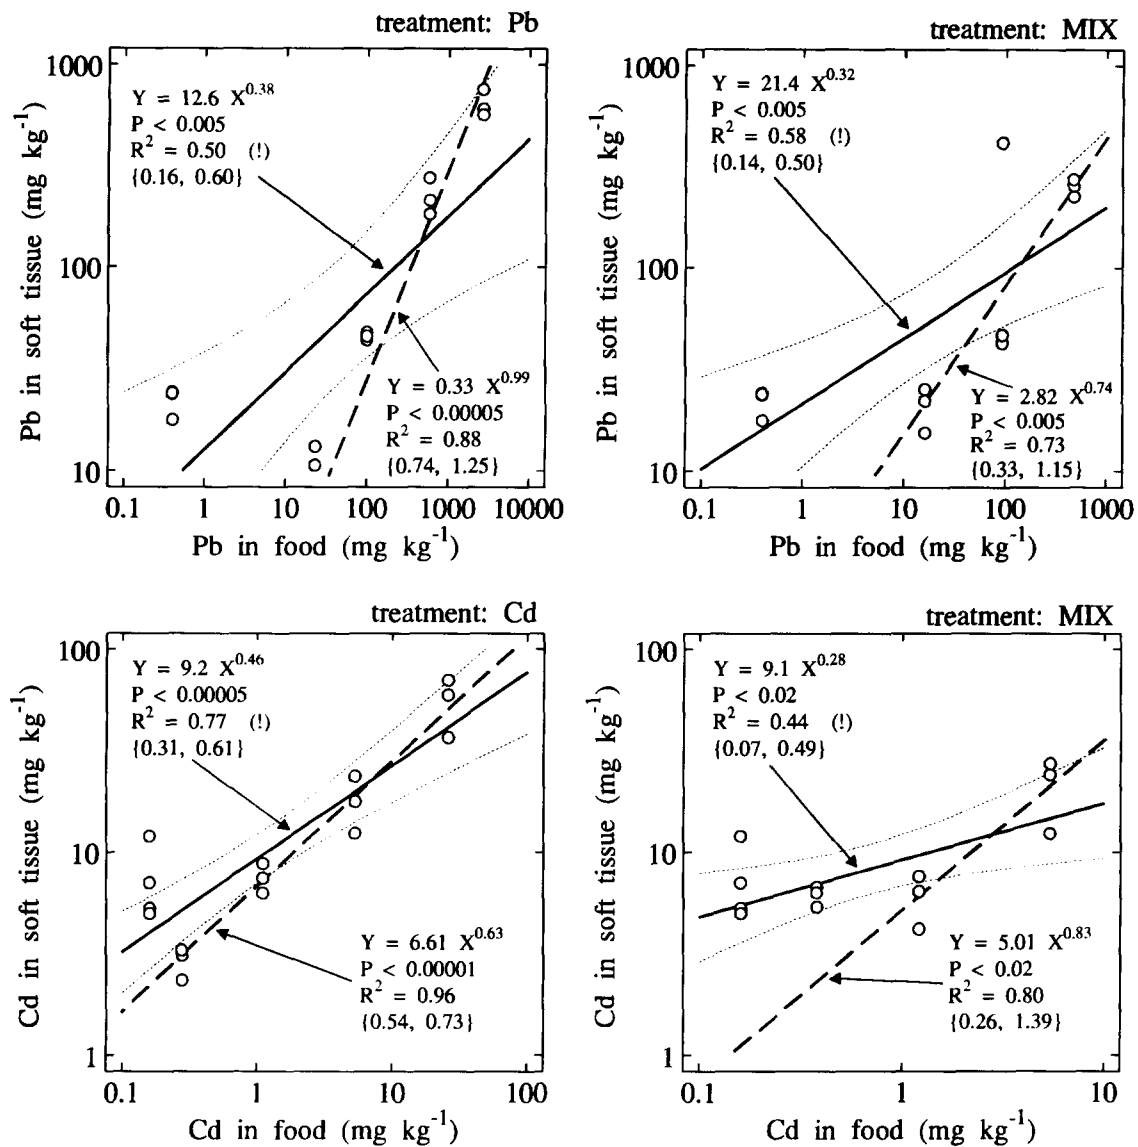 treatment: Pb
Pb in soft tissue (mg kg⁻¹)
1000
100
10
Y = 12.6 X^0.38
P < 0.005
R² = 0.50 (!)
{0.16, 0.60}
Y = 0.33 X^0.99
P < 0.00005
R² = 0.88
{0.74, 1.25}
0.1 1 10 100 1000 10000
Pb in food (mg kg⁻¹)
treatment: MIX
Pb in soft tissue (mg kg⁻¹)
1000
100
10
Y = 21.4 X^0.32
P < 0.005
R² = 0.58 (!)
{0.14, 0.50}
Y = 2.82 X^0.74
P < 0.005
R² = 0.73
{0.33, 1.15}
0.1 1 10 100 1000
Pb in food (mg kg⁻¹)
treatment: Cd
Cd in soft tissue (mg kg⁻¹)
100
10
1
Y = 9.2 X^0.46
P < 0.00005
R² = 0.77 (!)
{0.31, 0.61}
Y = 6.61 X^0.63
P < 0.00001
R² = 0.96
{0.54, 0.73}
0.1 1 10 100
Cd in food (mg kg⁻¹)
treatment: MIX
Cd in soft tissue (mg kg⁻¹)
100
10
1
Y = 9.1 X^0.28
P < 0.02
R² = 0.44 (!)
{0.07, 0.49}
Y = 5.01 X^0.83
P < 0.02
R² = 0.80
{0.26, 1.39}
0.1 1 10
Cd in food (mg kg⁻¹)